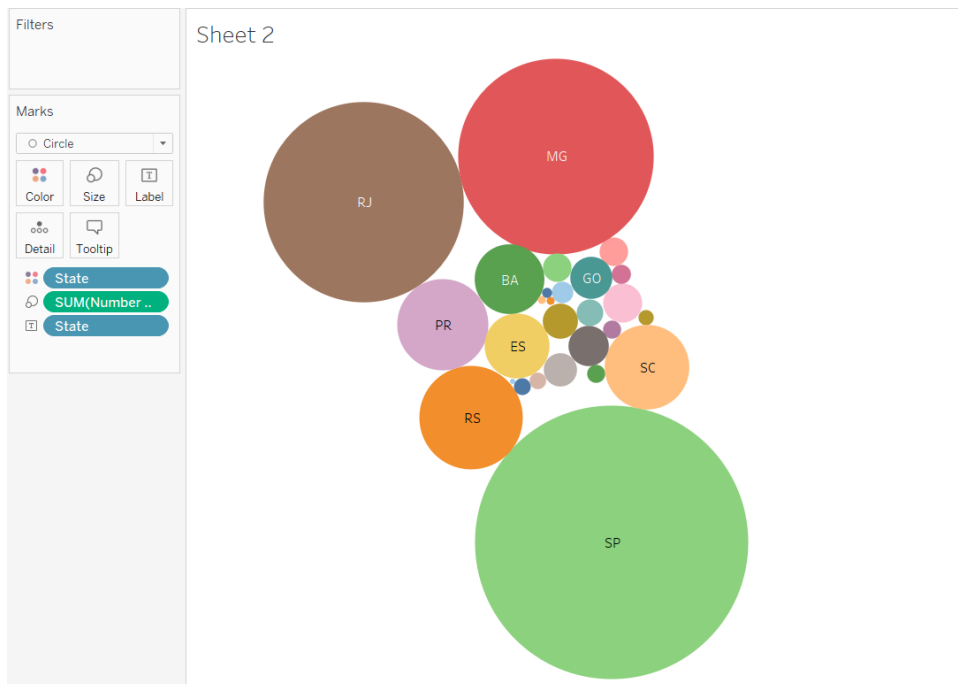 Filters
Sheet 2
Marks
Circle
Color
Size
Label
Detail
Tooltip
State
SUM(Number ..
State
MG
RJ
BA
GO
PR
ES
SC
RS
SP